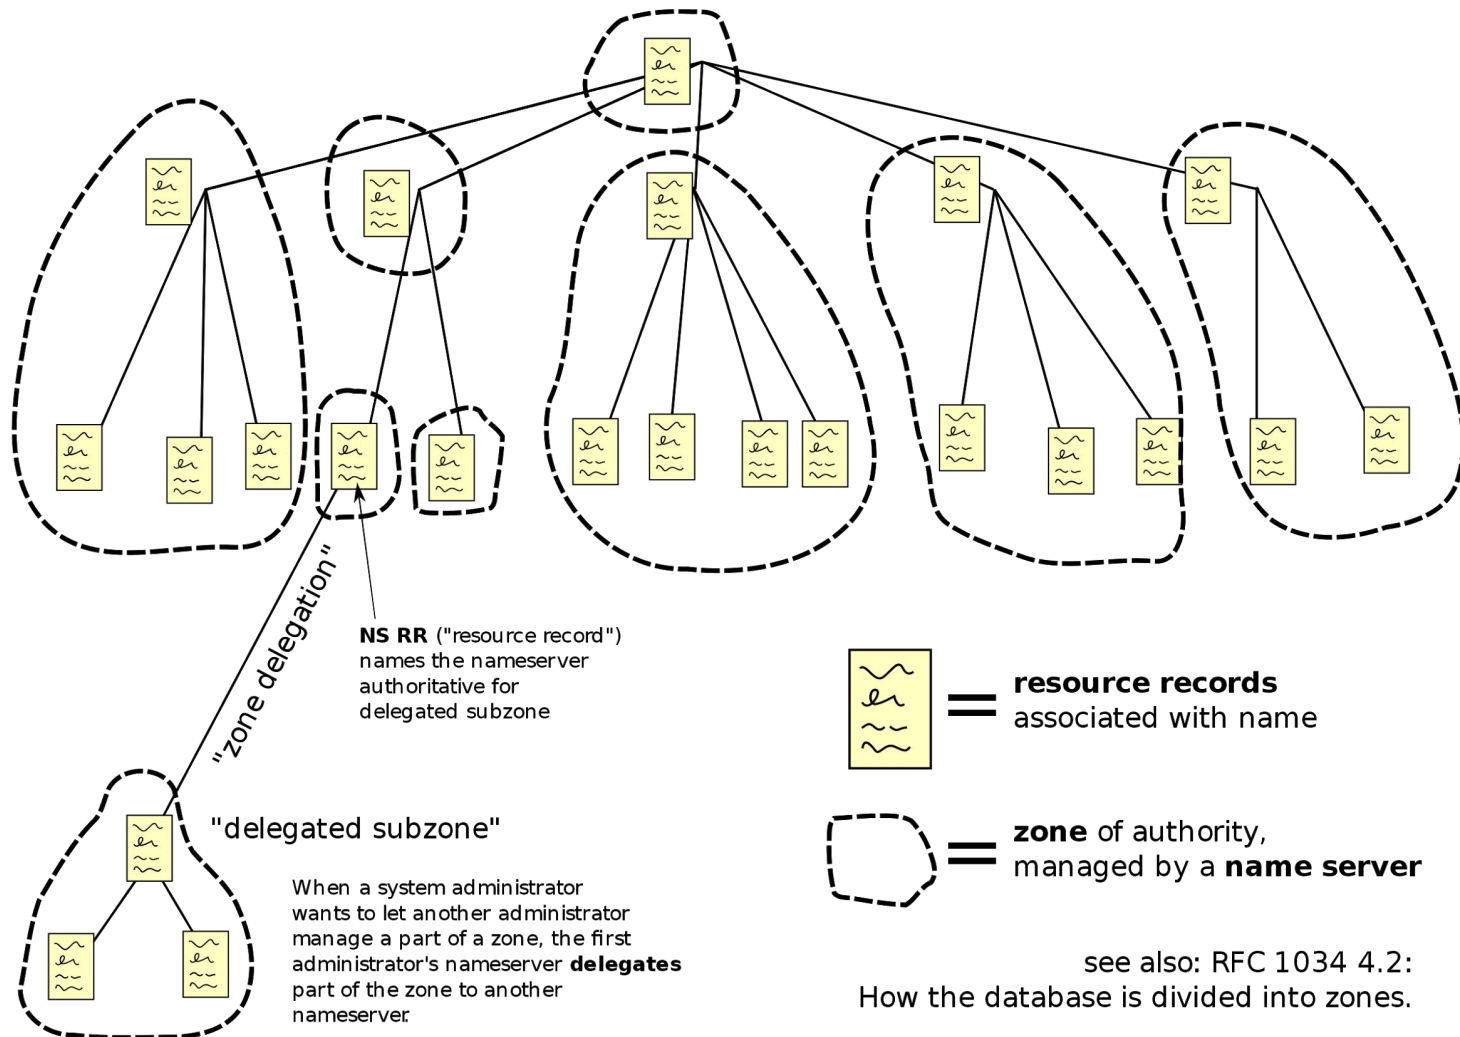 "zone delegation"
NS RR ("resource record")
names the nameserver
authoritative for
delegated subzone
resource records
associated with name
"delegated subzone"
zone of authority,
managed by a name server
When a system administrator
wants to let another administrator
manage a part of a zone, the first
administrator's nameserver delegates
part of the zone to another
nameserver.
see also: RFC 1034 4.2:
How the database is divided into zones.